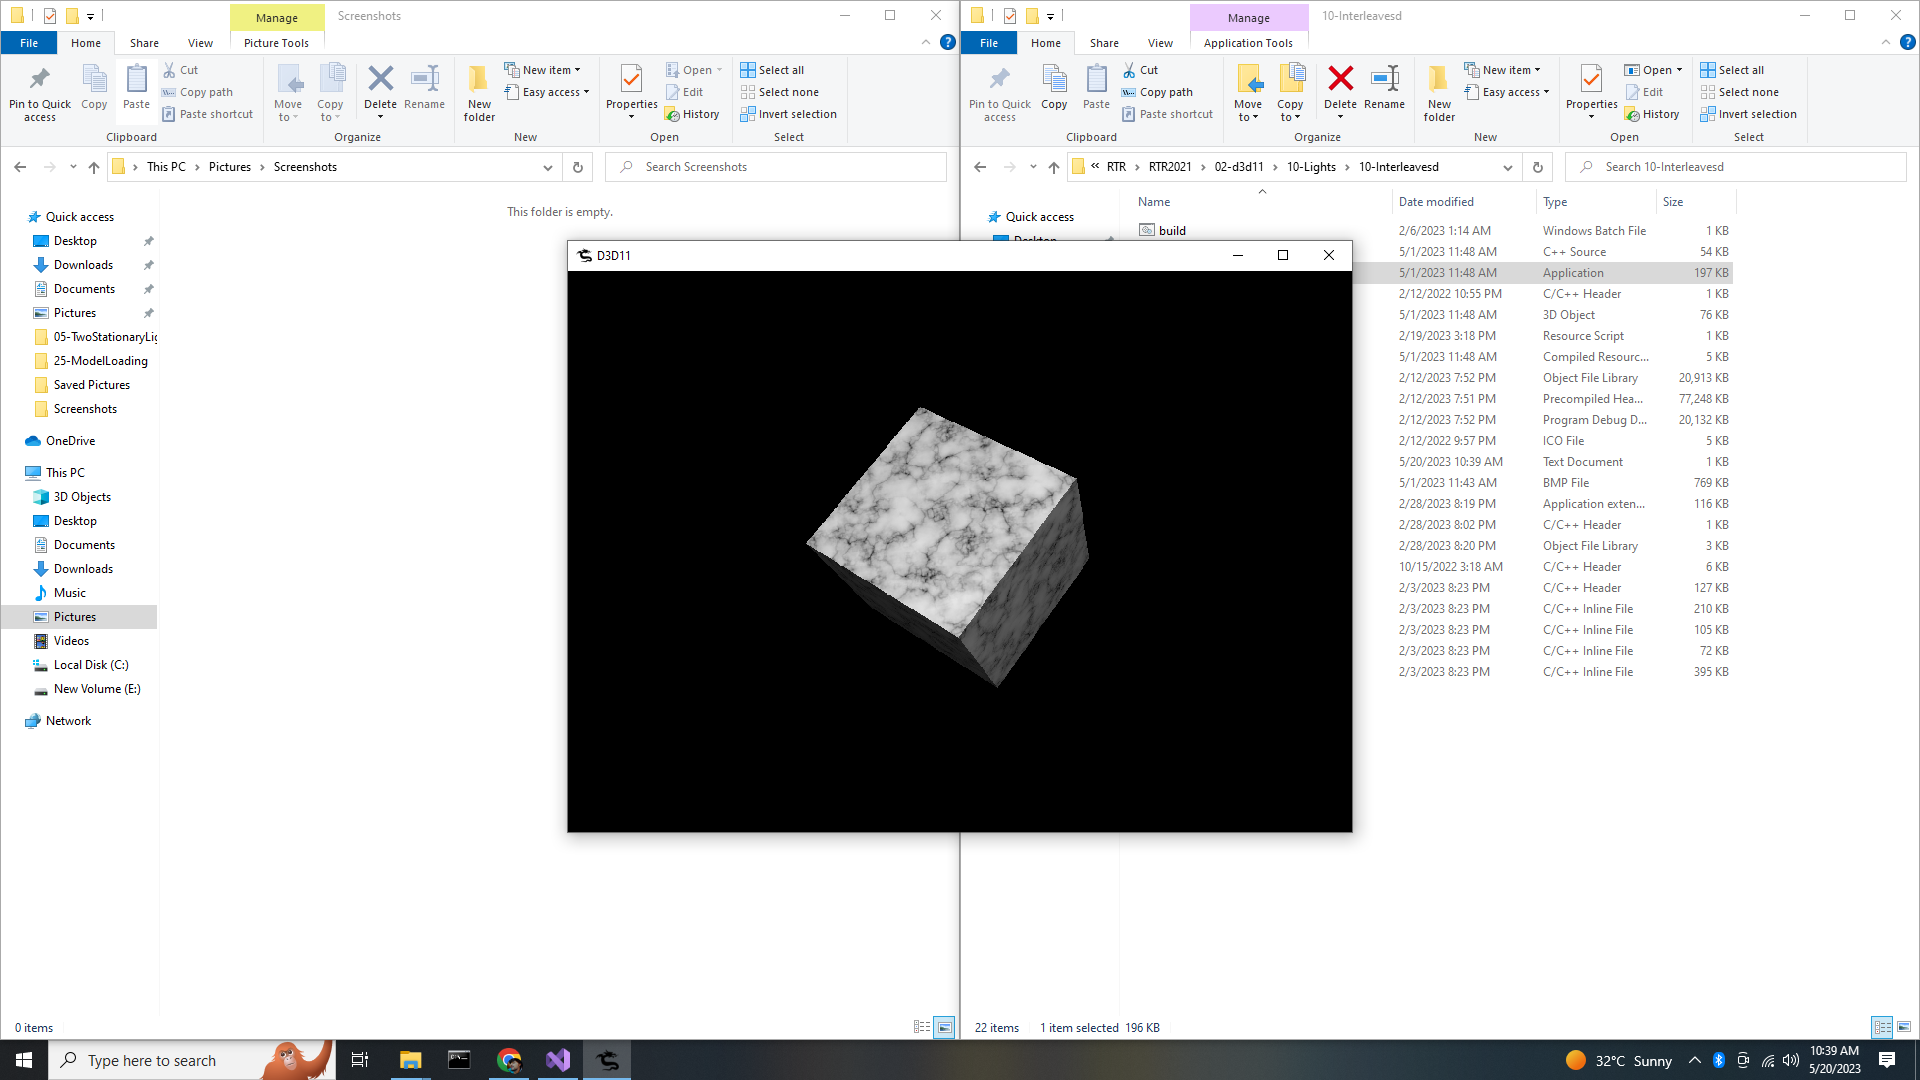 Manage
Screenshots
File
Home
Share
View
Picture Tools
Pin to Quick access
Copy
Paste
Cut
Copy path
Paste shortcut
Clipboard
Move to
Copy to
Delete
Rename
Organize
New folder
New item
Easy access
New
Properties
Open
Edit
History
Open
Select all
Select none
Invert selection
Select
This PC
Pictures
Screenshots
Search Screenshots
Quick access
Desktop
Downloads
Documents
Pictures
05-TwoStationaryLig
25-ModelLoading
Saved Pictures
Screenshots
OneDrive
This PC
3D Objects
Desktop
Documents
Downloads
Music
Pictures
Videos
Local Disk (C:)
New Volume (E:)
Network
This folder is empty.
0 items
Manage
10-Interleavesd
File
Home
Share
View
Application Tools
Pin to Quick access
Copy
Paste
Cut
Copy path
Paste shortcut
Clipboard
Move to
Copy to
Delete
Rename
Organize
New folder
New item
Easy access
New
Properties
Open
Edit
History
Open
Select all
Select none
Invert selection
Select
« RTR
RTR2021
02-d3d11
10-Lights
10-Interleavesd
Search 10-Interleavesd
Quick access
Name
Date modified
Type
Size
build
2/6/2023 1:14 AM Windows Batch File 1 KB
5/1/2023 11:48 AM C++ Source 54 KB
5/1/2023 11:48 AM Application 197 KB
2/12/2022 10:55 PM C/C++ Header 1 KB
5/1/2023 11:48 AM 3D Object 76 KB
2/19/2023 3:18 PM Resource Script 1 KB
5/1/2023 11:48 AM Compiled Resourc... 5 KB
2/12/2023 7:52 PM Object File Library 20,913 KB
2/12/2023 7:51 PM Precompiled Hea... 77,248 KB
2/12/2023 7:52 PM Program Debug D... 20,132 KB
2/12/2022 9:57 PM ICO File 5 KB
5/20/2023 10:39 AM Text Document 1 KB
5/1/2023 11:43 AM BMP File 769 KB
2/28/2023 8:19 PM Application exten... 116 KB
2/28/2023 8:02 PM C/C++ Header 1 KB
2/28/2023 8:20 PM Object File Library 3 KB
10/15/2022 3:18 AM C/C++ Header 6 KB
2/3/2023 8:23 PM C/C++ Header 127 KB
2/3/2023 8:23 PM C/C++ Inline File 210 KB
2/3/2023 8:23 PM C/C++ Inline File 105 KB
2/3/2023 8:23 PM C/C++ Inline File 72 KB
2/3/2023 8:23 PM C/C++ Inline File 395 KB
22 items
1 item selected 196 KB
D3D11
Type here to search
32°C Sunny
10:39 AM
5/20/2023